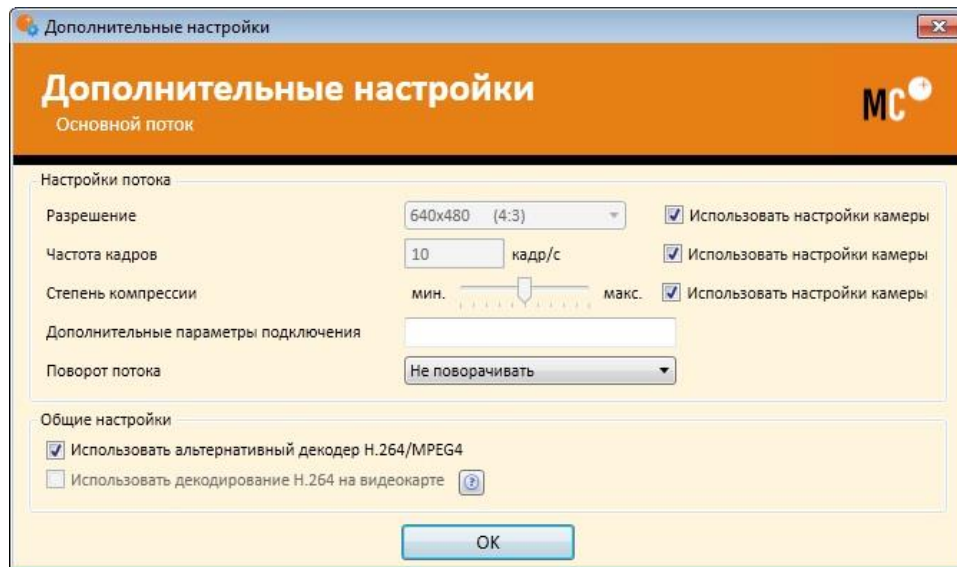 Дополнительные настройки
Дополнительные настройки
Основной поток
МС
Настройки потока
Разрешение 640x480 (4:3) Использовать настройки камеры
Частота кадров 10 кадр/с Использовать настройки камеры
Степень компрессии мин. макс. Использовать настройки камеры
Дополнительные параметры подключения
Поворот потока Не поворачивать
Общие настройки
Использовать альтернативный декодер H.264/MPEG4
Использовать декодирование H.264 на видеокарте ?
OK